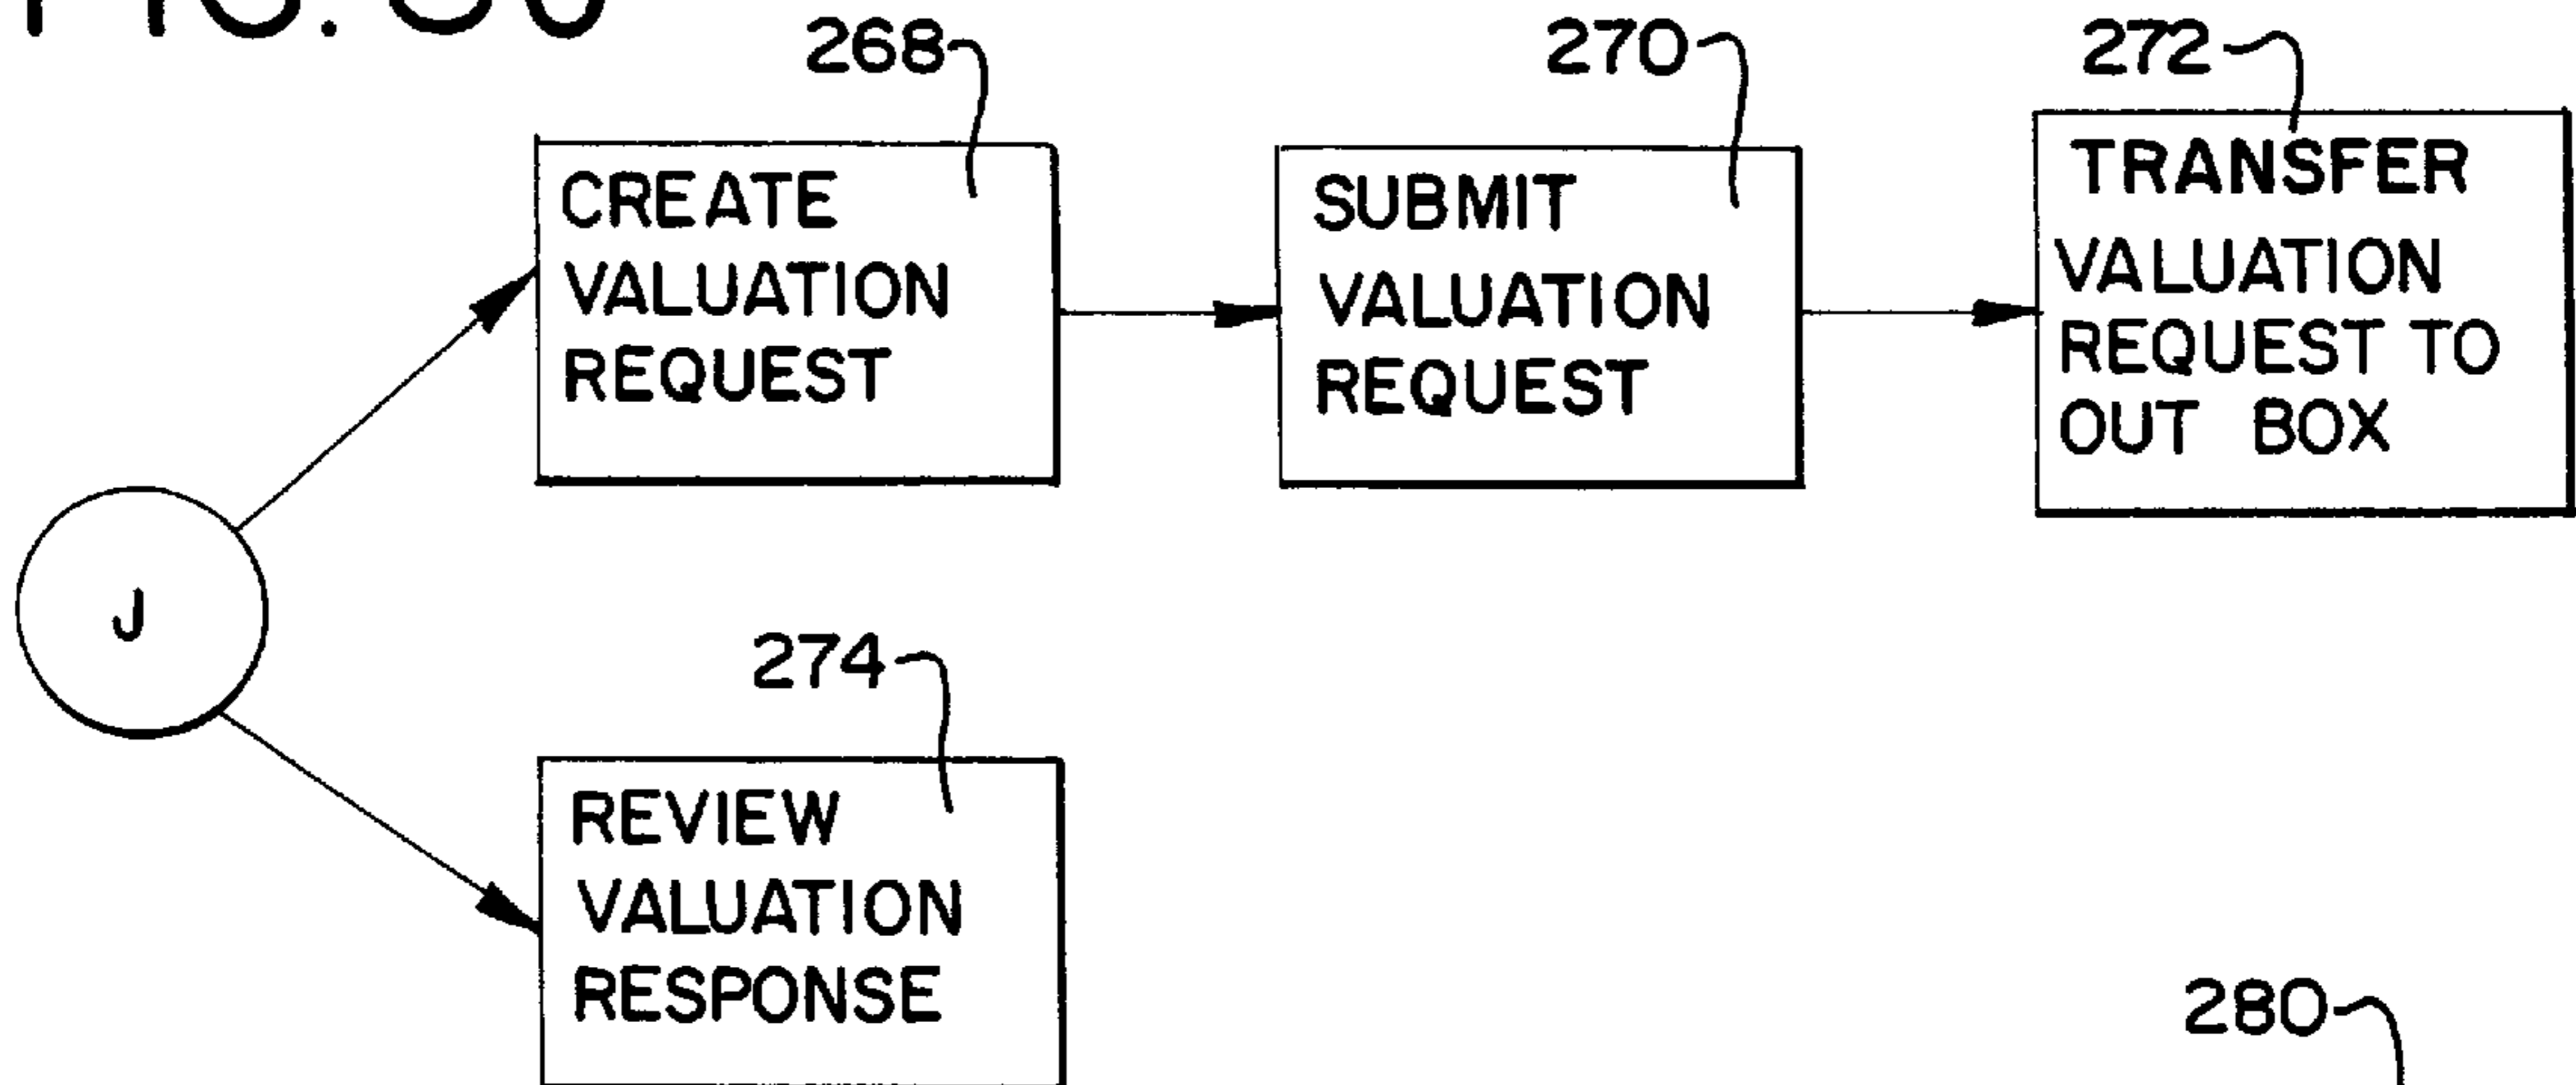 268
270
272
CREATE
VALUATION
REQUEST
SUBMIT
VALUATION
REQUEST
TRANSFER
VALUATION
REQUEST TO
OUT BOX
J
274
REVIEW
VALUATION
RESPONSE
280